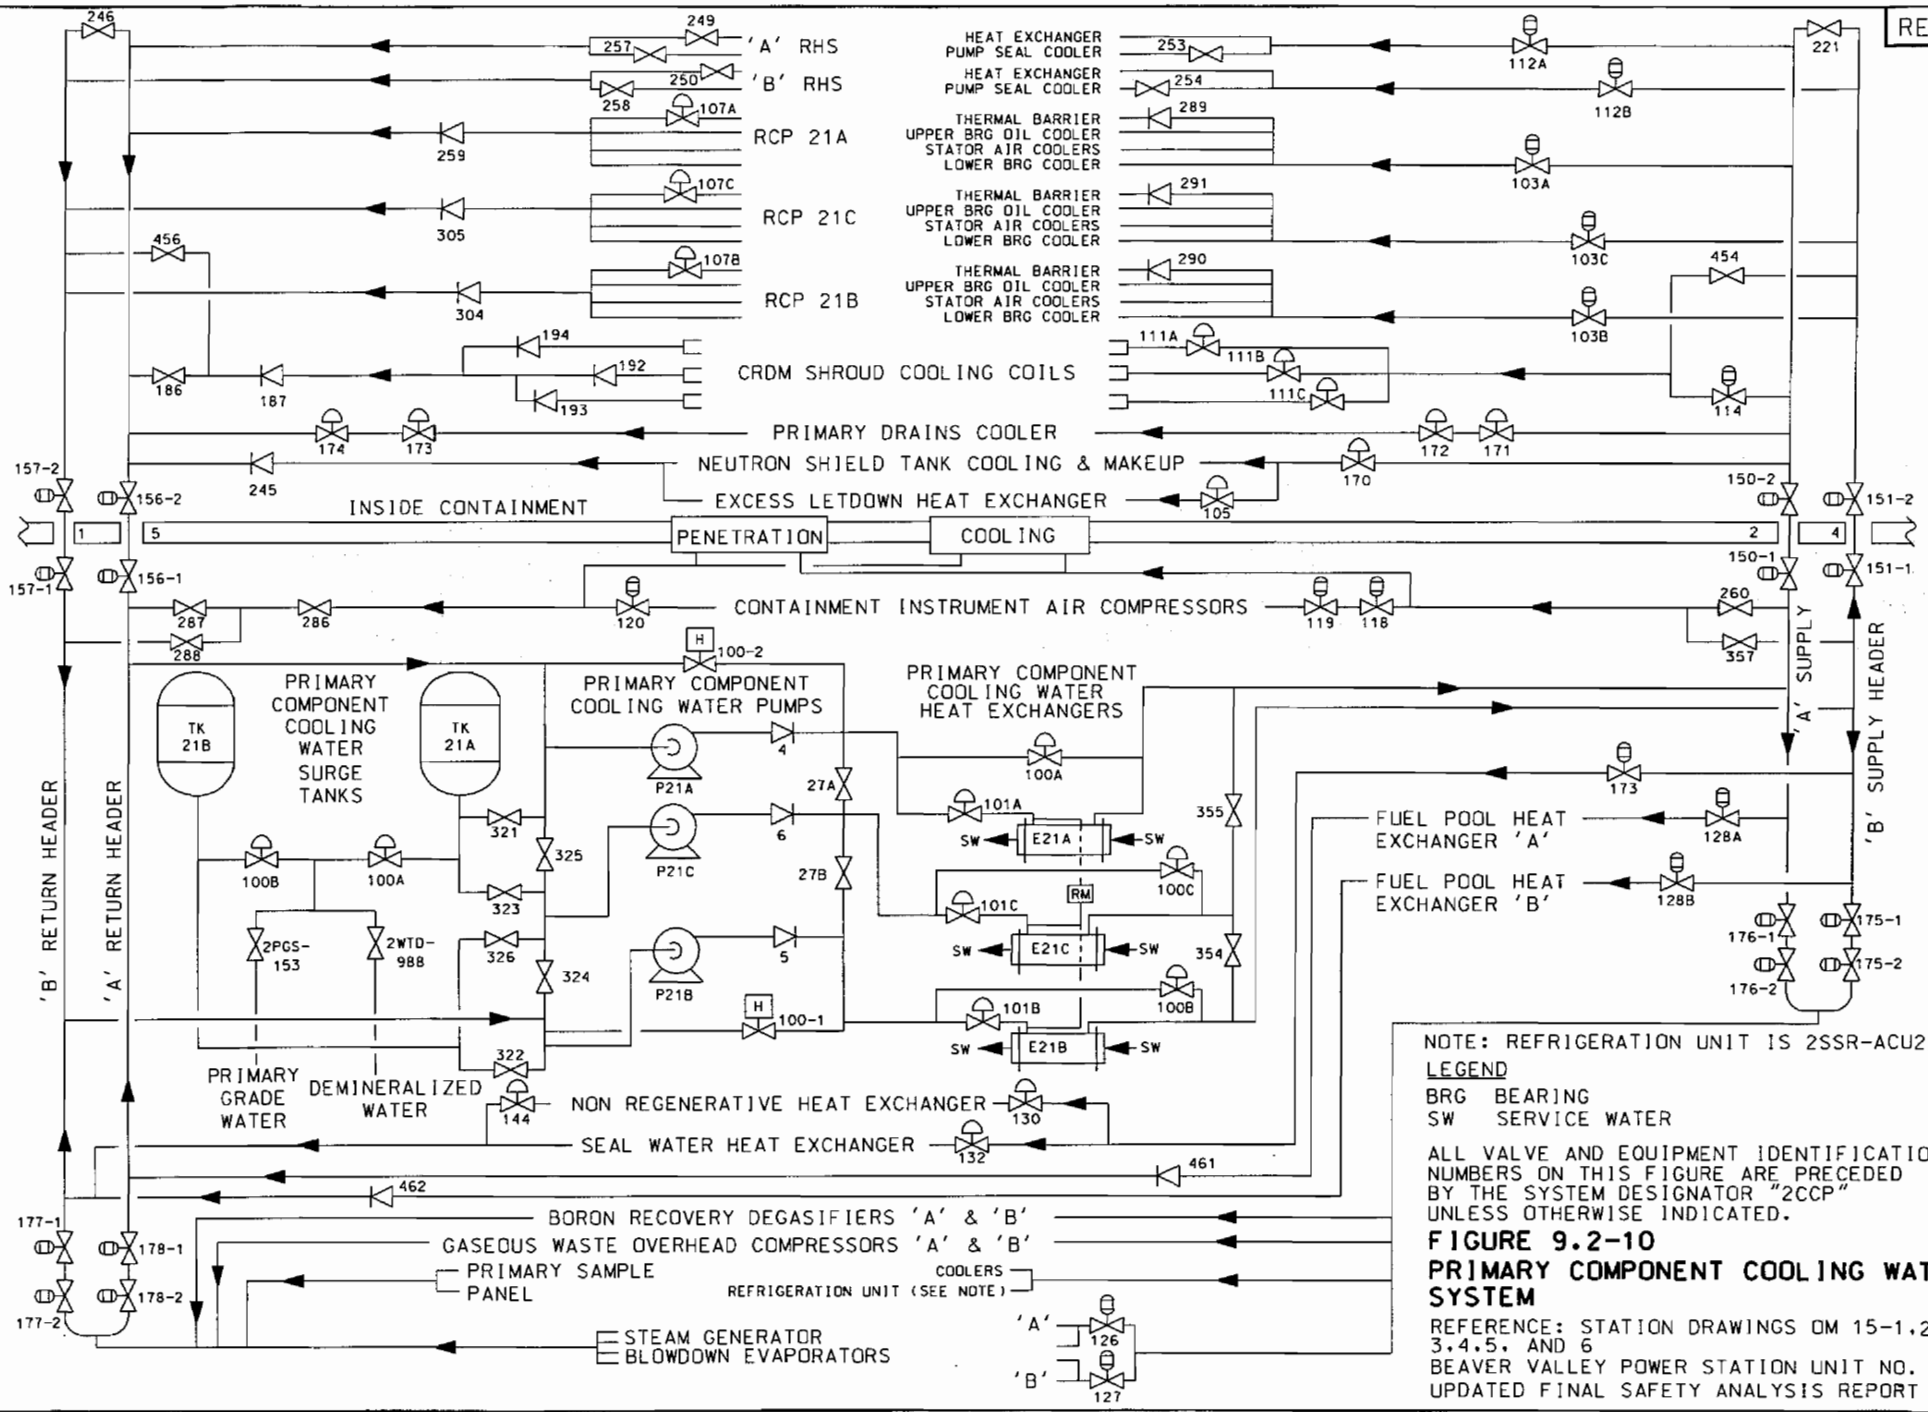 246
249
257
'A' RHS
HEAT EXCHANGER
PUMP SEAL COOLER
253
112A
221
RE
250
258
'B' RHS
HEAT EXCHANGER
PUMP SEAL COOLER
254
112B
107A
259
RCP 21A
THERMAL BARRIER
UPPER BRG OIL COOLER
STATOR AIR COOLERS
LOWER BRG COOLER
289
103A
107C
305
RCP 21C
THERMAL BARRIER
UPPER BRG OIL COOLER
STATOR AIR COOLERS
LOWER BRG COOLER
291
103C
456
454
107B
304
RCP 21B
THERMAL BARRIER
UPPER BRG OIL COOLER
STATOR AIR COOLERS
LOWER BRG COOLER
290
103B
194
192
193
186
187
CRDM SHROUD COOLING COILS
111A
111B
111C
114
174
173
PRIMARY DRAINS COOLER
172
171
245
NEUTRON SHIELD TANK COOLING & MAKEUP
170
EXCESS LETDOWN HEAT EXCHANGER
105
157-2
156-2
150-2
151-2
INSIDE CONTAINMENT
1
5
PENETRATION
COOLING
2
4
157-1
156-1
150-1
151-1
287
286
288
120
CONTAINMENT INSTRUMENT AIR COMPRESSORS
119
118
260
357
'A' SUPPLY
'B' SUPPLY HEADER
'B' RETURN HEADER
'A' RETURN HEADER
H
100-2
TK
21B
PRIMARY
COMPONENT
COOLING
WATER
SURGE
TANKS
TK
21A
PRIMARY COMPONENT
COOLING WATER PUMPS
PRIMARY COMPONENT
COOLING WATER
HEAT EXCHANGERS
P21A
4
27A
100A
101A
SW
E21A
SW
355
173
321
325
323
100B
100A
P21C
6
27B
100C
RM
101C
SW
E21C
SW
354
FUEL POOL HEAT
EXCHANGER 'A'
128A
FUEL POOL HEAT
EXCHANGER 'B'
128B
2PGS-
153
2WTD-
988
326
324
P21B
5
H
100-1
322
101B
100B
SW
E21B
SW
176-1
175-1
176-2
175-2
PRIMARY
GRADE
WATER
DEMINERALIZED
WATER
144
NON REGENERATIVE HEAT EXCHANGER
130
SEAL WATER HEAT EXCHANGER
132
461
462
177-1
178-1
177-2
178-2
BORON RECOVERY DEGASIFIERS 'A' & 'B'
GASEOUS WASTE OVERHEAD COMPRESSORS 'A' & 'B'
PRIMARY SAMPLE
PANEL
COOLERS
REFRIGERATION UNIT (SEE NOTE)
STEAM GENERATOR
BLOWDOWN EVAPORATORS
'A'
126
'B'
127
NOTE: REFRIGERATION UNIT IS 2SSR-ACU2
LEGEND
BRG BEARING
SW SERVICE WATER
ALL VALVE AND EQUIPMENT IDENTIFICATIO
NUMBERS ON THIS FIGURE ARE PRECEDED
BY THE SYSTEM DESIGNATOR "2CCP"
UNLESS OTHERWISE INDICATED.
FIGURE 9.2-10
PRIMARY COMPONENT COOLING WAT
SYSTEM
REFERENCE: STATION DRAWINGS OM 15-1,2
3,4,5, AND 6
BEAVER VALLEY POWER STATION UNIT NO.
UPDATED FINAL SAFETY ANALYSIS REPORT